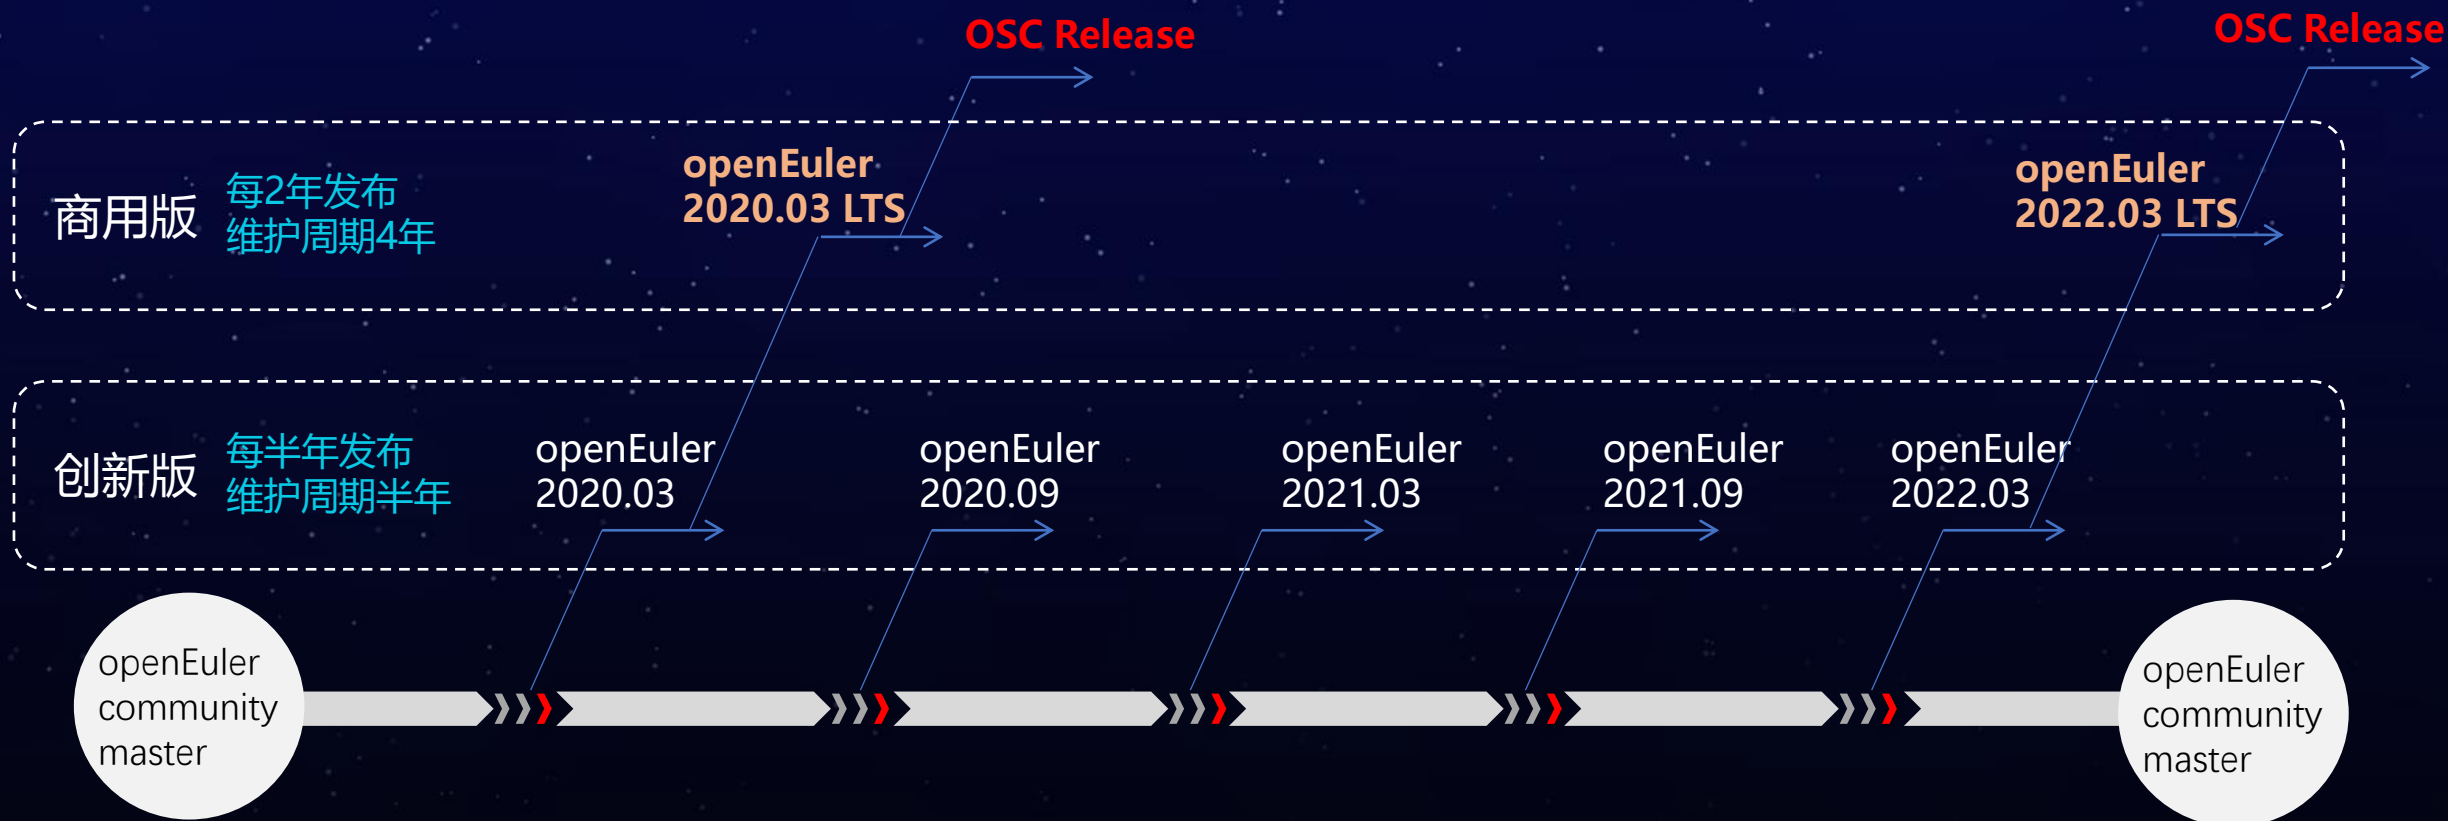 OSC Release
OSC Release
商用版
每2年发布
维护周期4年
openEuler
2020.03 LTS
openEuler
2022.03 LTS
创新版
每半年发布
维护周期半年
openEuler
2020.03
openEuler
2020.09
openEuler
2021.03
openEuler
2021.09
openEuler
2022.03
openEuler
community
master
openEuler
community
master